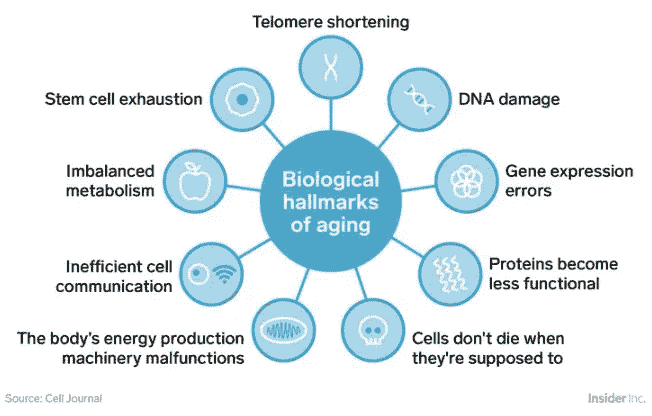 Telomere shortening
Stem cell exhaustion
DNA damage
Imbalanced
metabolism
Biological
hallmarks
of aging
Gene expression
errors
Inefficient cell
communication
Proteins become
less functional
The body's energy production
machinery malfunctions
Cells don't die when
they're supposed to
Source: Cell Journal
Insider Inc.